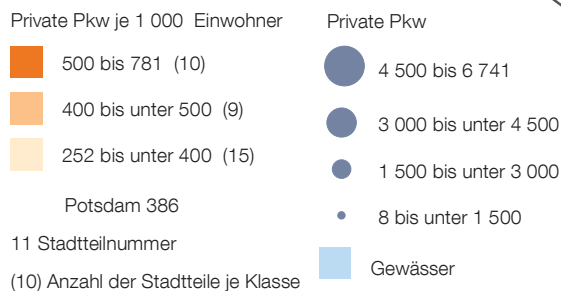 Private Pkw je 1 000 Einwohner
500 bis 781 (10)
400 bis unter 500 (9)
252 bis unter 400 (15)
Potsdam 386
11 Stadtteilnummer
(10) Anzahl der Stadtteile je Klasse
Private Pkw
4 500 bis 6 741
3 000 bis unter 4 500
1 500 bis unter 3 000
8 bis unter 1 500
Gewässer